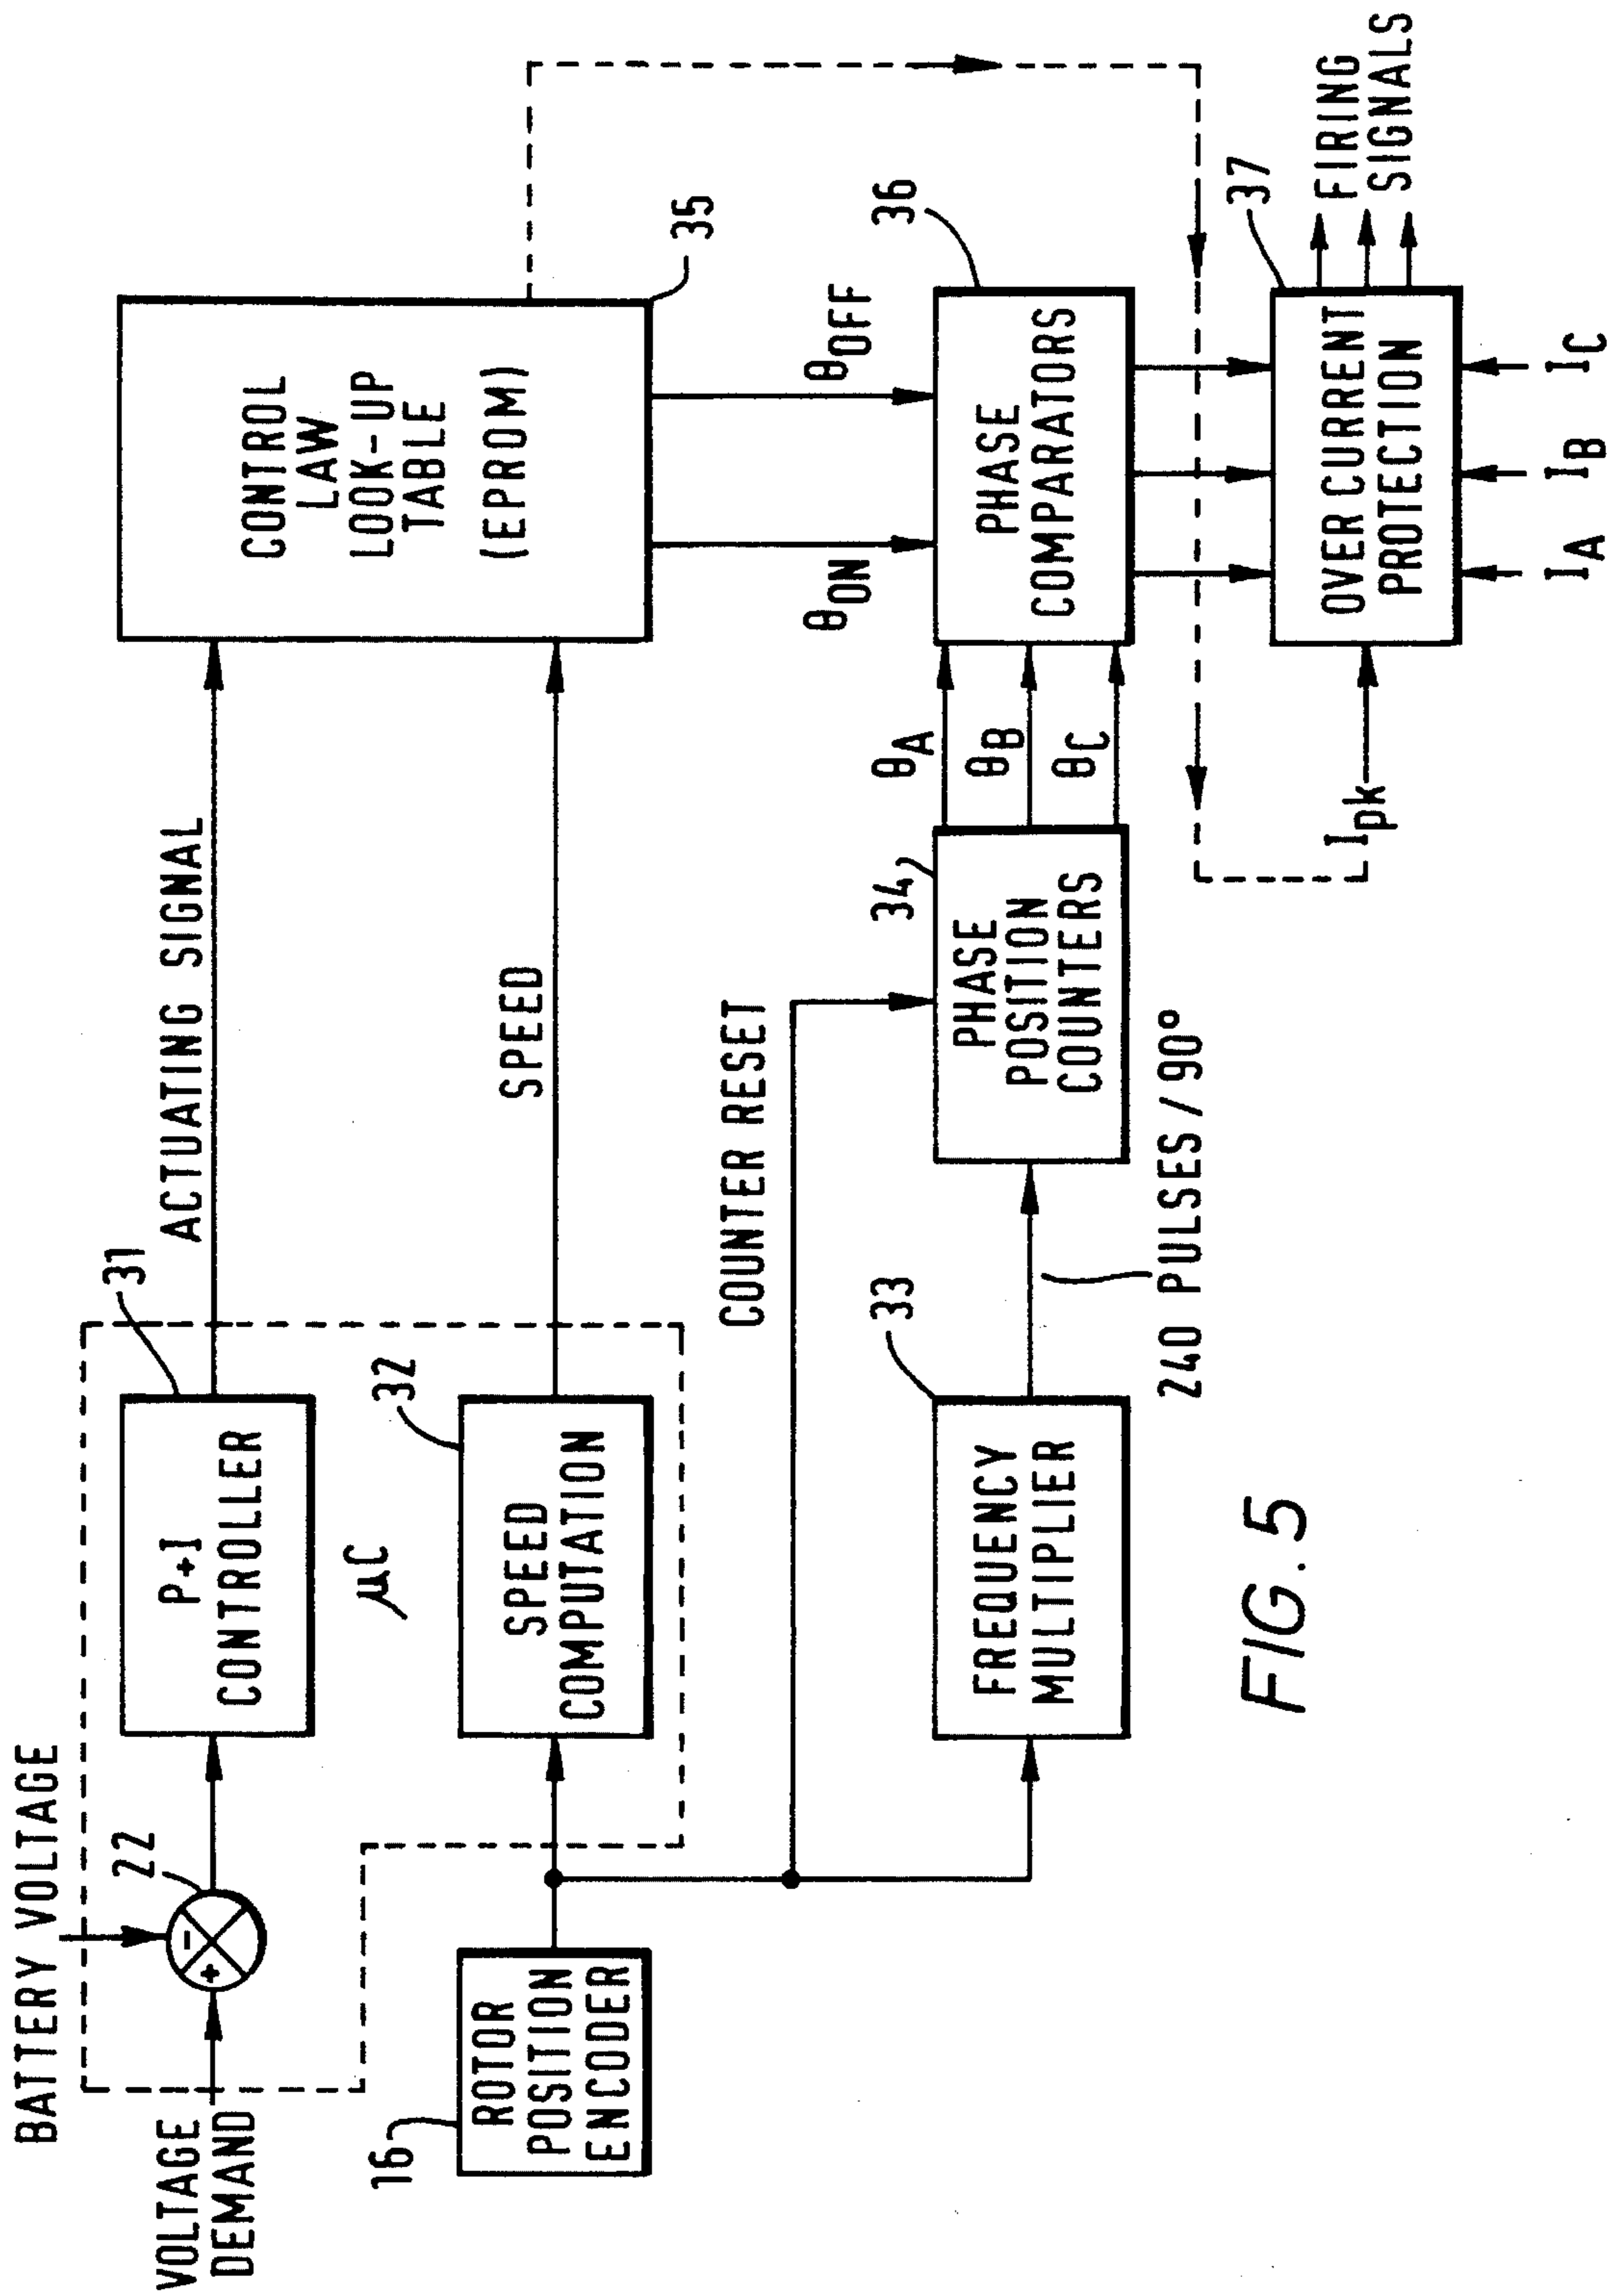 BATTERY VOLTAGE
VOLTAGE
DEMAND
+
-
22
P+I
CONTROLLER
31
ACTUATING SIGNAL
μC
16
ROTOR
POSITION
ENCODER
SPEED
COMPUTATION
32
SPEED
CONTROL
LAW
LOOK-UP
TABLE
(EPROM)
35
COUNTER RESET
θON
θOFF
FREQUENCY
MULTIPLIER
33
240 PULSES/90°
PHASE
POSITION
COUNTERS
34
θA
θB
θC
PHASE
COMPARATORS
36
Ipk
OVER CURRENT
PROTECTION
37
FIRING
SIGNALS
IA
IB
IC
FIG. 5